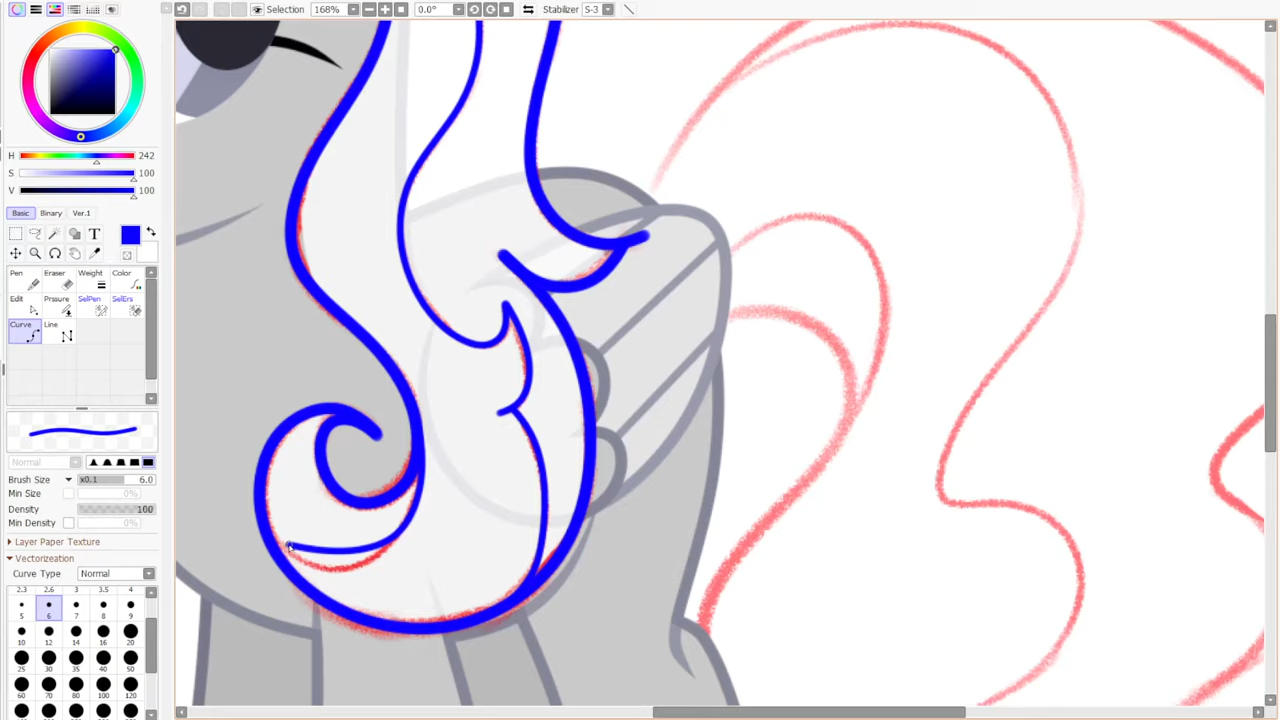 Selection 168% 0.0° Stabilizer S-3
H 242
S 100
V 100
Basic Binary Ver.1
T
Pen Eraser Weight Color
Edit Prssure SelPen SelErs
Curve Line
Normal
Brush Size x0.1 6.0
Min Size 0%
Density 100
Min Density 0%
Layer Paper Texture
Vectorization
Curve Type Normal
2.3 2.6 3 3.5 4
5 6 7 8 9
10 12 14 16 20
25 30 35 40 50
60 70 80 100 120